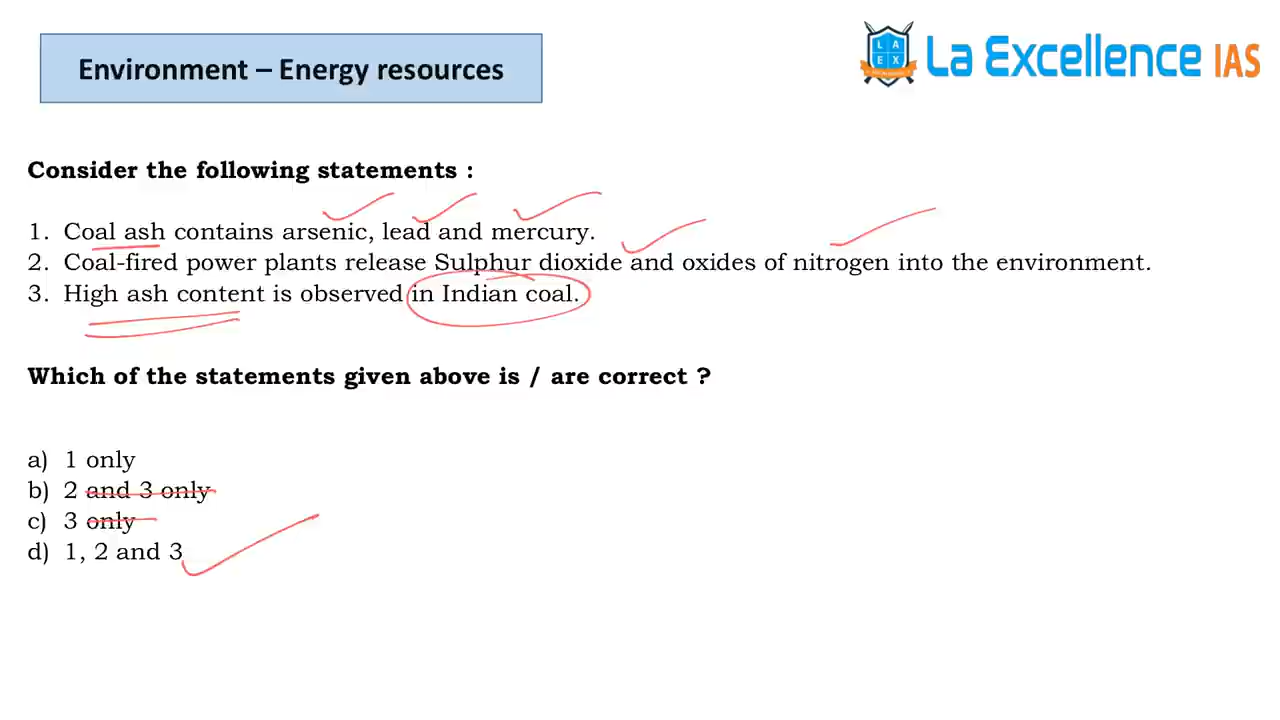 Environment – Energy resources
L A
E X
La Excellence IAS
Consider the following statements :
1. Coal ash contains arsenic, lead and mercury.
2. Coal-fired power plants release Sulphur dioxide and oxides of nitrogen into the environment.
3. High ash content is observed in Indian coal.
Which of the statements given above is / are correct ?
a) 1 only
b) 2 and 3 only
c) 3 only
d) 1, 2 and 3